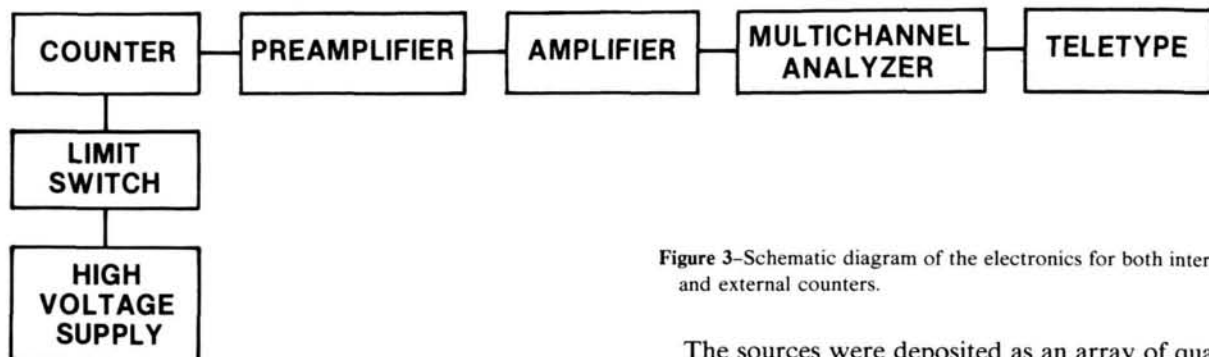 COUNTER
PREAMPLIFIER
AMPLIFIER
MULTICHANNEL
ANALYZER
TELETYPE
LIMIT
SWITCH
HIGH
VOLTAGE
SUPPLY
Figure 3–Schematic diagram of the electronics for both
and external counters.
The sources were deposited as an array of